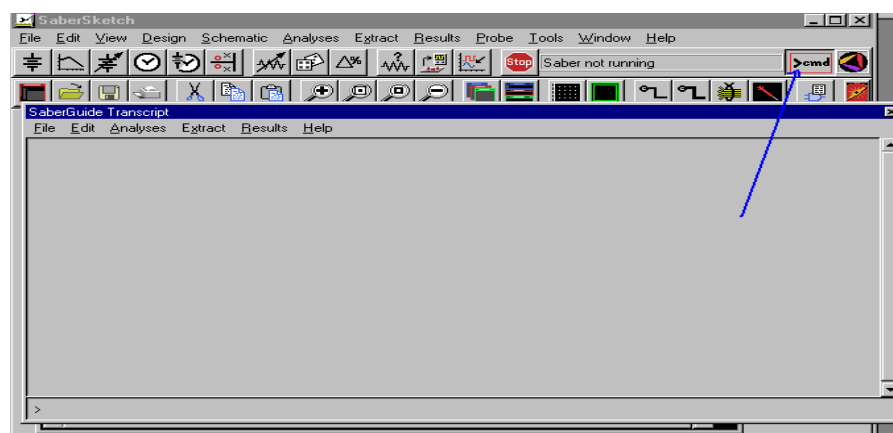 SaberSketch
File Edit View Design Schematic Analyses Extract Results Probe Tools Window Help
Stop Saber not running >cmd
SaberGuide Transcript
File Edit Analyses Extract Results Help
>